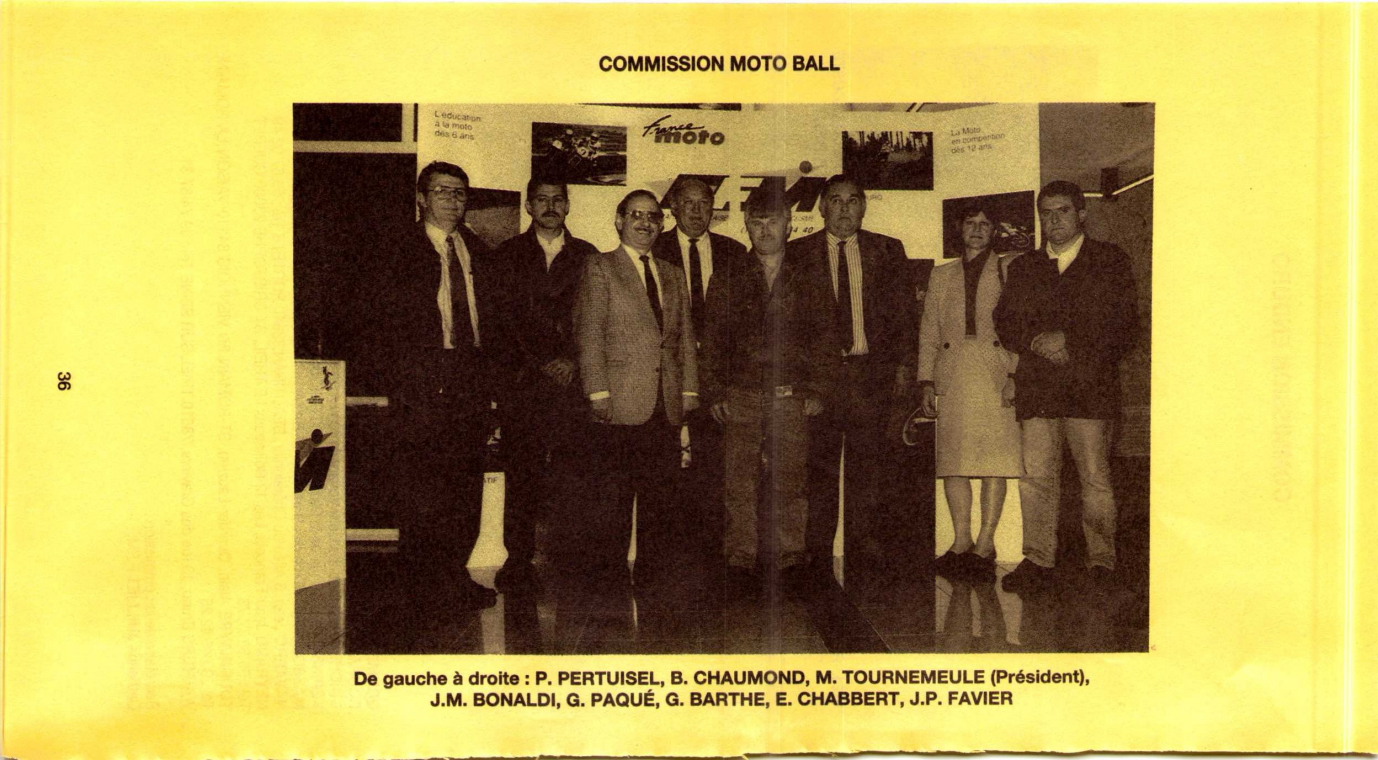 COMMISSION MOTO BALL
L'éducation
à la moto
dès 6 ans
France
moto
La Moto
en compétition
dès 12 ans
36
De gauche à droite : P. PERTUISEL, B. CHAUMOND, M. TOURNEMEULE (Président),
J.M. BONALDI, G. PAQUÉ, G. BARTHE, E. CHABBERT, J.P. FAVIER